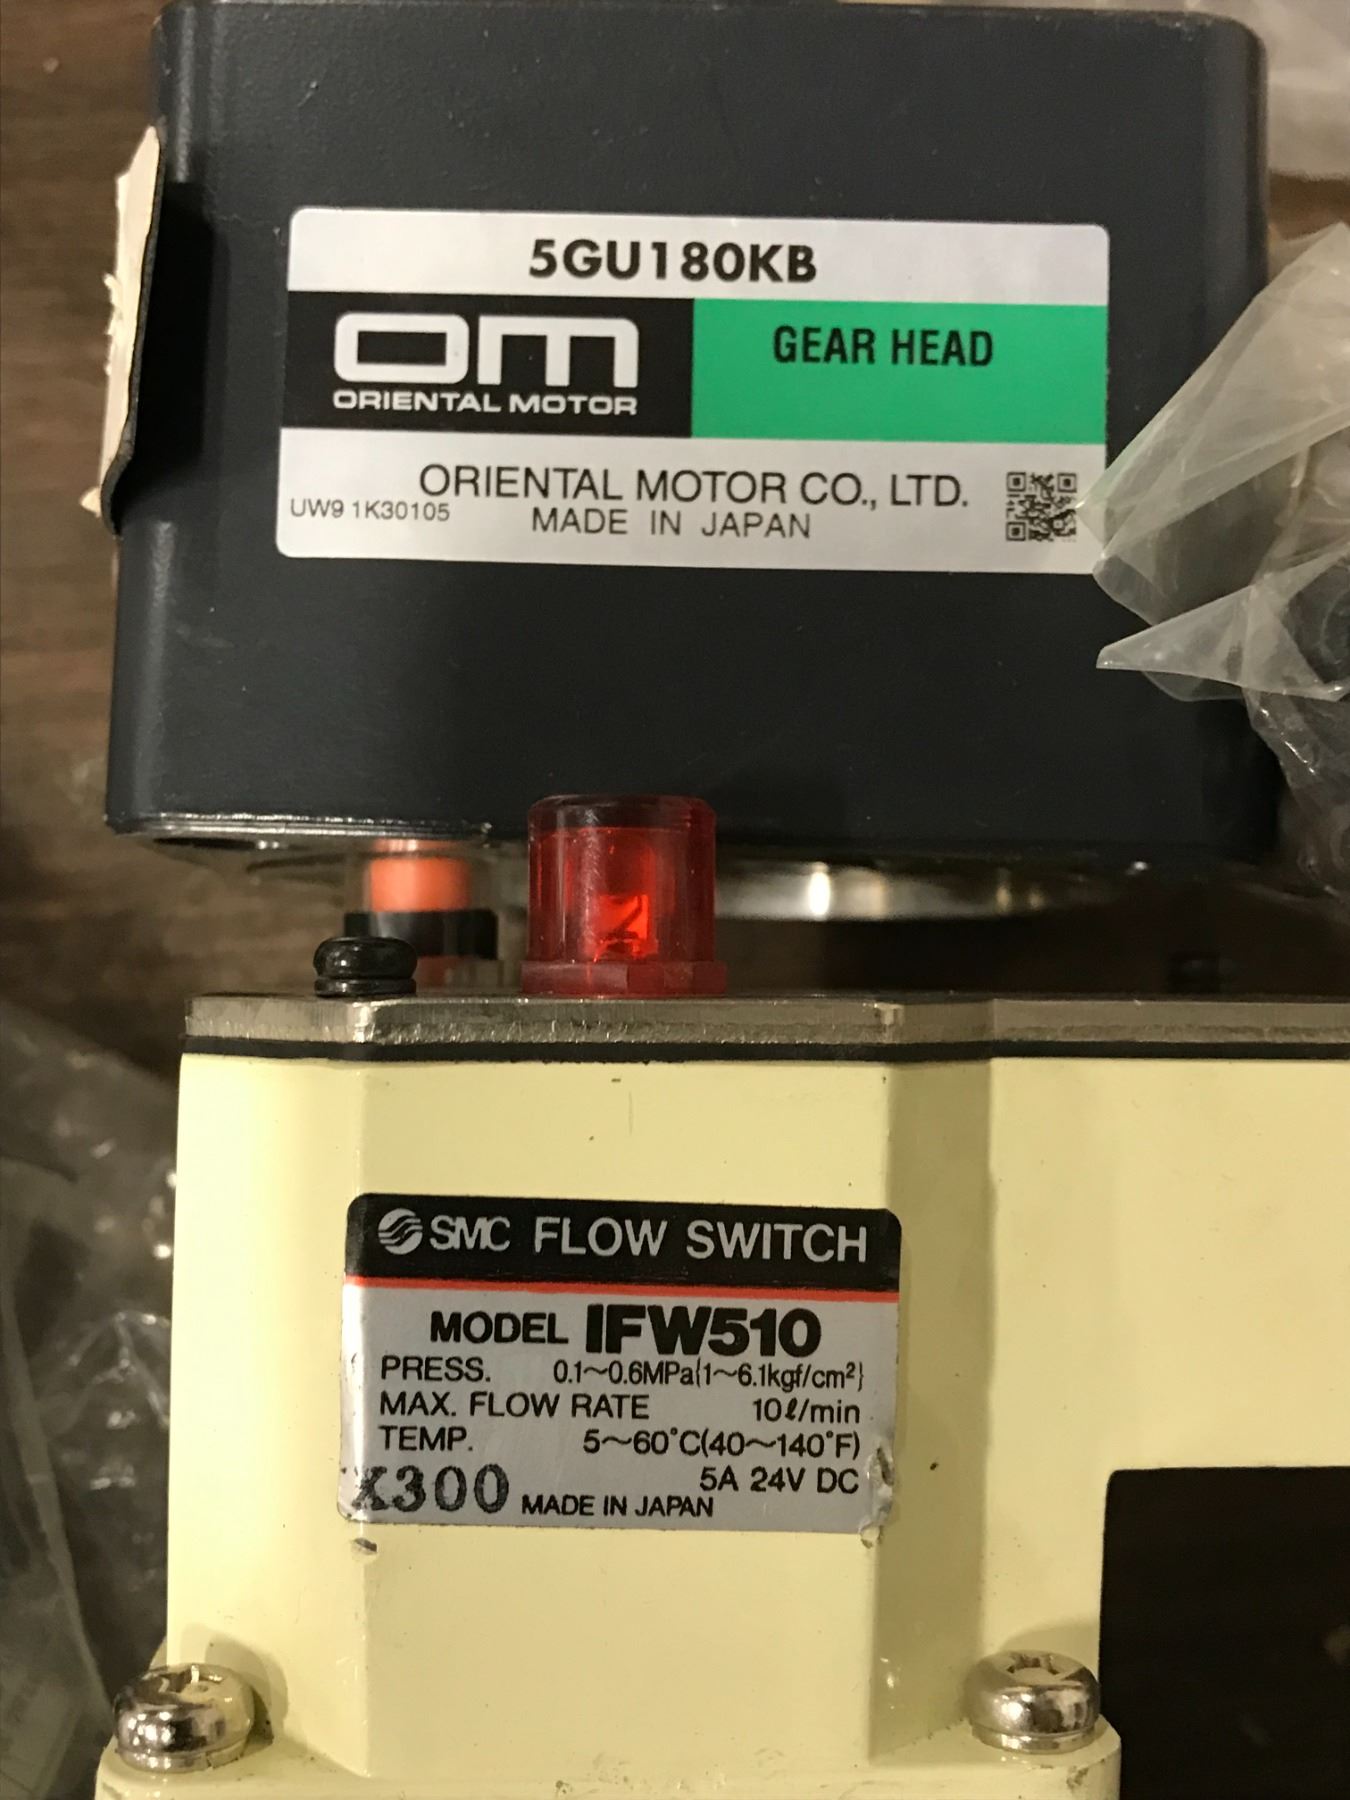 5GU180KB
OM
ORIENTAL MOTOR
GEAR HEAD
ORIENTAL MOTOR CO., LTD.
UW9 1K30105
MADE IN JAPAN
SMC FLOW SWITCH
MODEL IFW510
PRESS. 0.1~0.6MPa{1~6.1kgf/cm²}
MAX. FLOW RATE 10ℓ/min
TEMP. 5~60°C(40~140°F)
5A 24V DC
X300 MADE IN JAPAN